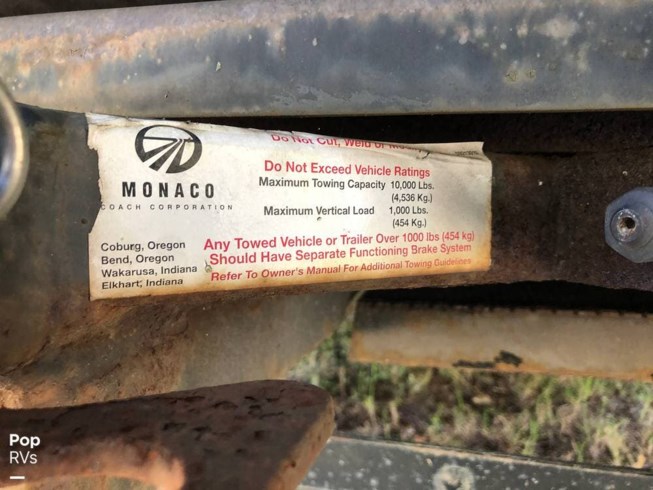 Do Not Cut, Weld or Modify
Do Not Exceed Vehicle Ratings
Maximum Towing Capacity 10,000 Lbs.
(4,536 Kg.)
Maximum Vertical Load 1,000 Lbs.
(454 Kg.)
MONACO
COACH CORPORATION
Coburg, Oregon
Bend, Oregon
Wakarusa, Indiana
Elkhart, Indiana
Any Towed Vehicle or Trailer Over 1000 lbs (454 kg)
Should Have Separate Functioning Brake System
Refer To Owner's Manual For Additional Towing Guidelines
Pop
RVs